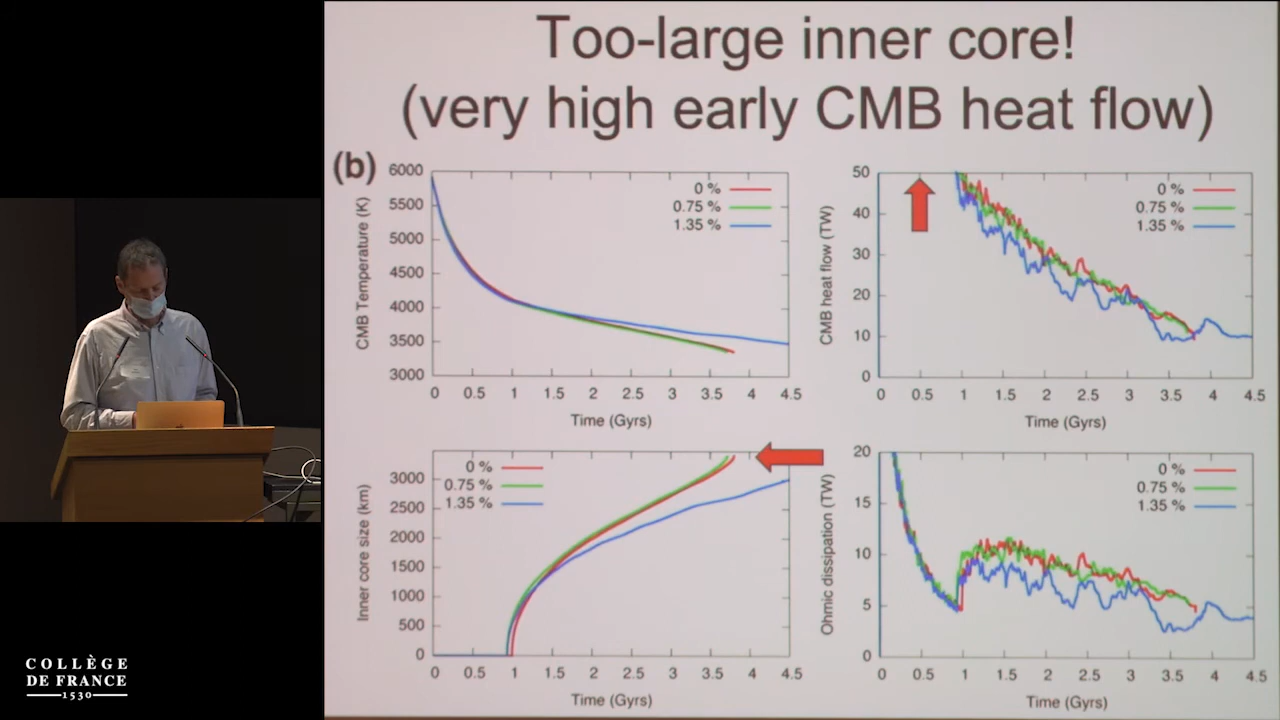 Too-large inner core!
(very high early CMB heat flow)
(b)
6000
5500
5000
4500
4000
3500
3000
CMB Temperature (K)
0 %
0.75 %
1.35 %
0 0.5 1 1.5 2 2.5 3 3.5 4 4.5
Time (Gyrs)
50
40
30
20
10
0
CMB heat flow (TW)
0 %
0.75 %
1.35 %
0 0.5 1 1.5 2 2.5 3 3.5 4 4.5
Time (Gyrs)
3000
2500
2000
1500
1000
500
0
Inner core size (km)
0 %
0.75 %
1.35 %
0 0.5 1 1.5 2 2.5 3 3.5 4 4.5
Time (Gyrs)
20
15
10
5
0
Ohmic dissipation (TW)
0 %
0.75 %
1.35 %
0 0.5 1 1.5 2 2.5 3 3.5 4 4.5
Time (Gyrs)
COLLÈGE
DE FRANCE
1530